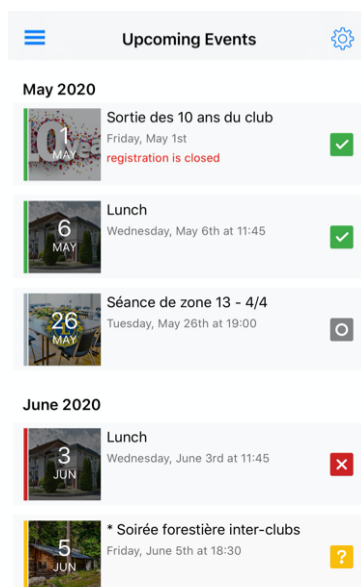 Upcoming Events
May 2020
1
MAY
Sortie des 10 ans du club
Friday, May 1st
registration is closed
6
MAY
Lunch
Wednesday, May 6th at 11:45
26
MAY
Séance de zone 13 - 4/4
Tuesday, May 26th at 19:00
June 2020
3
JUN
Lunch
Wednesday, June 3rd at 11:45
5
JUN
* Soirée forestière inter-clubs
Friday, June 5th at 18:30
?